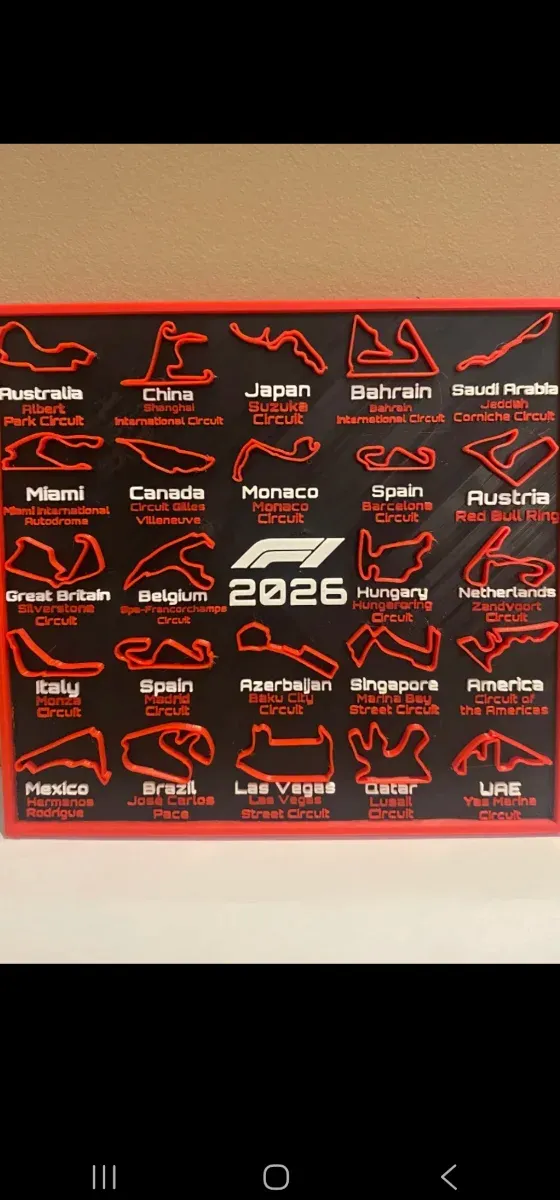 Australia
Albert
Park Circuit
China
Shanghai
International Circuit
Japan
Suzuka
Circuit
Bahrain
Bahrain
International Circuit
Saudi Arabia
Jeddah
Corniche Circuit
Miami
Miami International
Autodrome
Canada
Circuit Gilles
Villeneuve
Monaco
Monaco
Circuit
Spain
Barcelona
Circuit
Austria
Red Bull Ring
Great Britain
Silverstone
Circuit
Belgium
Spa-Francorchamps
Circuit
F1
2026
Hungary
Hungaroring
Circuit
Netherlands
Zandvoort
Circuit
Italy
Monza
Circuit
Spain
Madrid
Circuit
Azerbaijan
Baku City
Circuit
Singapore
Marina Bay
Street Circuit
America
Circuit of
the Americas
Mexico
Hermanos
Rodrigue
Brazil
José Carlos
Pace
Las Vegas
Las Vegas
Street Circuit
Qatar
Lusail
Circuit
UAE
Yas Marina
Circuit